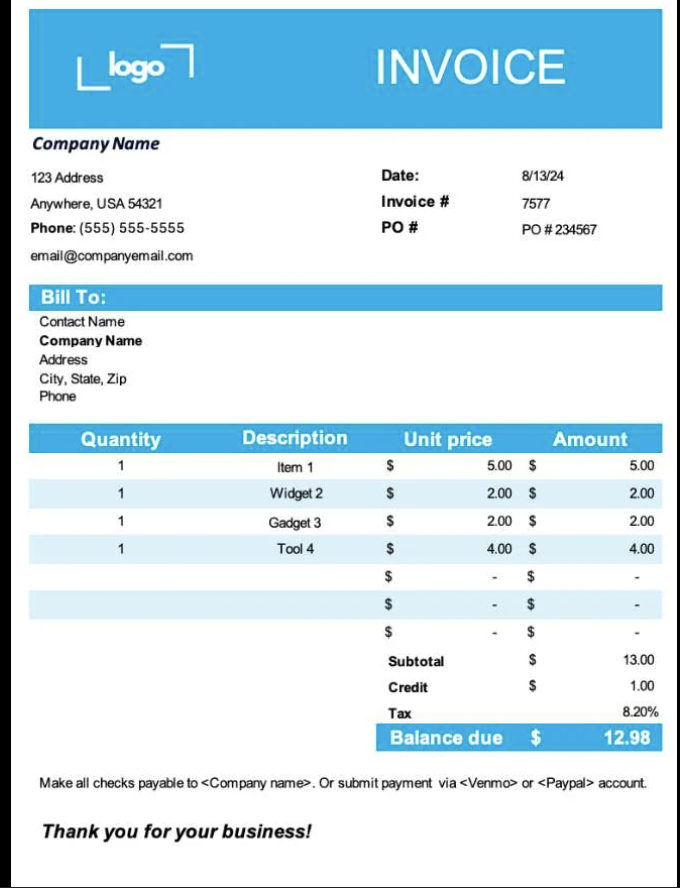 logo
INVOICE
Company Name
123 Address
Anywhere, USA 54321
Phone: (555) 555-5555
email@companyemail.com
Date: 8/13/24
Invoice # 7577
PO # PO # 234567
Bill To:
Contact Name
Company Name
Address
City, State, Zip
Phone
Quantity Description Unit price Amount
1 Item 1 $ 5.00 $ 5.00
1 Widget 2 $ 2.00 $ 2.00
1 Gadget 3 $ 2.00 $ 2.00
1 Tool 4 $ 4.00 $ 4.00
$ - $ -
$ - $ -
$ - $ -
Subtotal $ 13.00
Credit $ 1.00
Tax 8.20%
Balance due $ 12.98
Make all checks payable to <Company name>. Or submit payment via <Venmo> or <Paypal> account.
Thank you for your business!